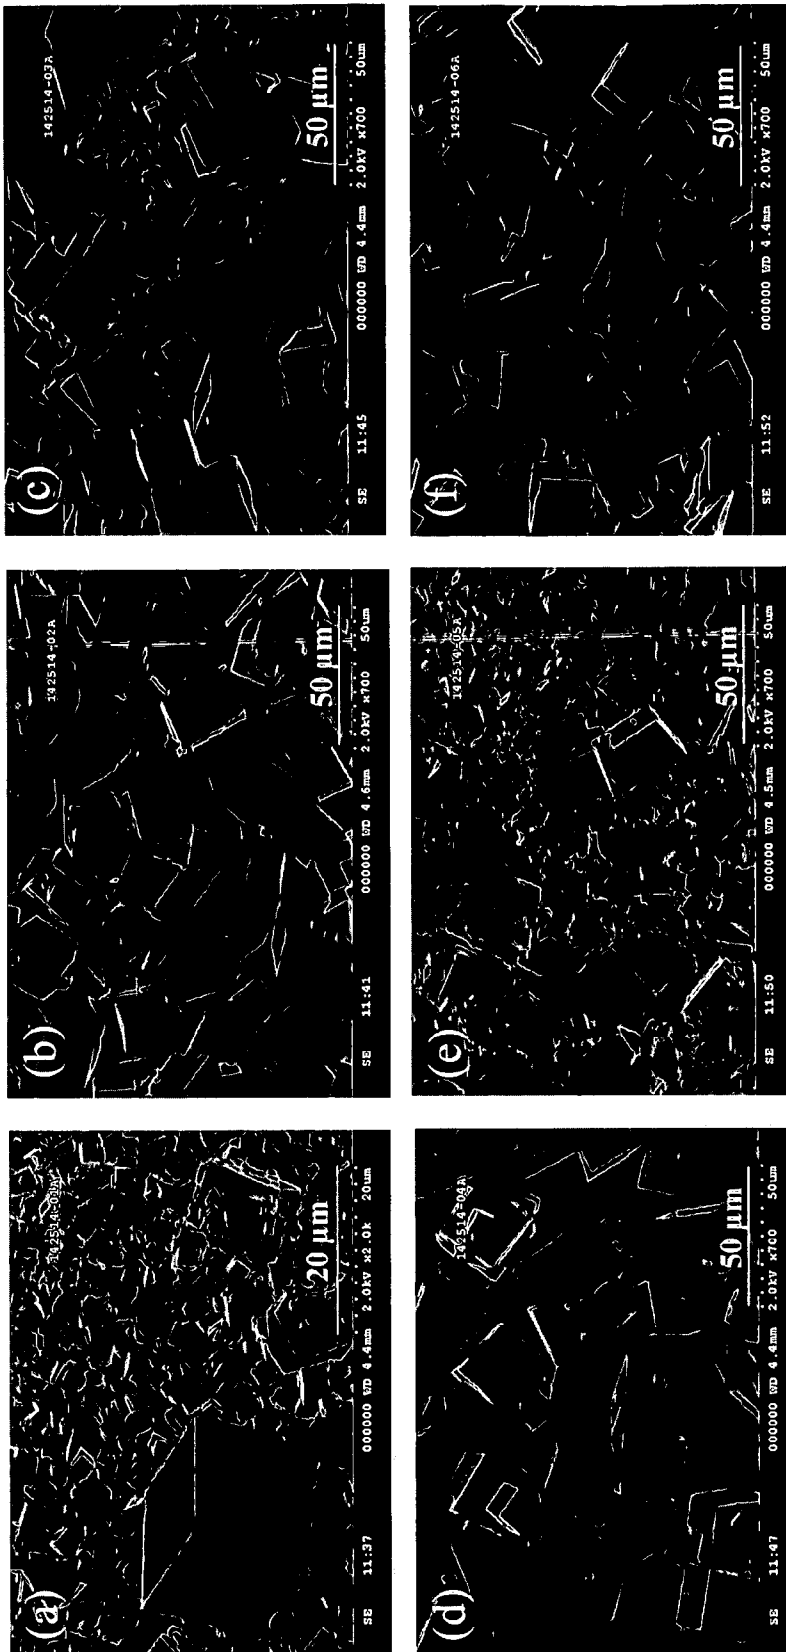 (a)
142514-01A
20 µm
SE 11:37 000000 WD 4.4mm 2.0kV x2.0k 20um
(b)
142514-02A
50 µm
SE 11:41 000000 WD 4.6mm 2.0kV x700 50um
(c)
142514-03A
50 µm
SE 11:45 000000 WD 4.4mm 2.0kV x700 50um
(d)
142514-04A
50 µm
SE 11:47 000000 WD 4.4mm 2.0kV x700 50um
(e)
142514-05A
50 µm
SE 11:50 000000 WD 4.5mm 2.0kV x700 50um
(f)
142514-06A
50 µm
SE 11:52 000000 WD 4.4mm 2.0kV x700 50um